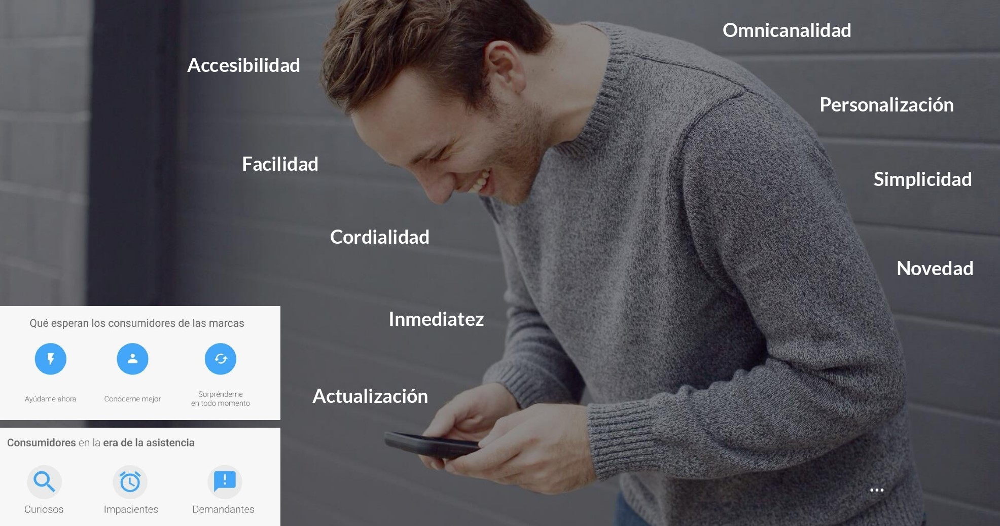 Omnicanalidad
Accesibilidad
Personalización
Facilidad
Simplicidad
Cordialidad
Novedad
Inmediatez
Actualización
...
Qué esperan los consumidores de las marcas
Ayúdame ahora
Conóceme mejor
Sorpréndeme
en todo momento
Consumidores en la era de la asistencia
Curiosos
Impacientes
Demandantes